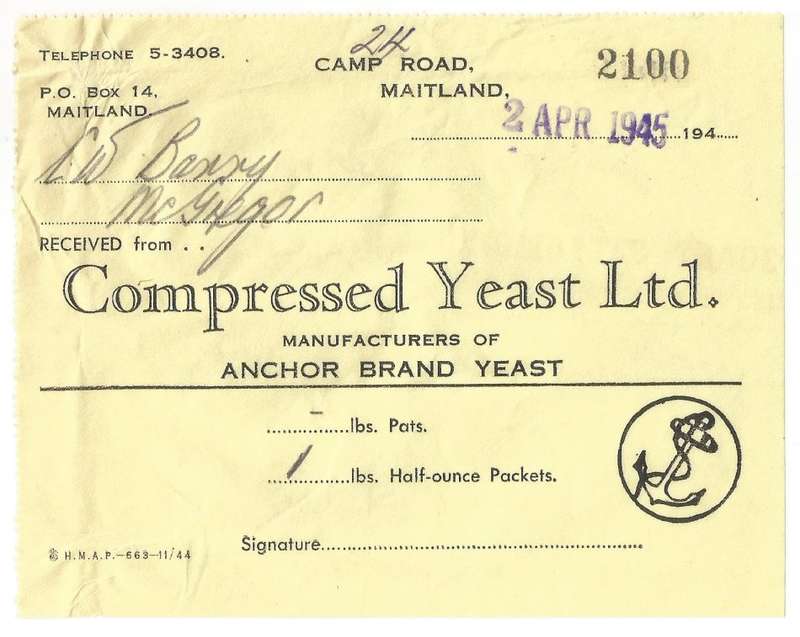 TELEPHONE 5-3408.
24
CAMP ROAD,
2100
P.O. Box 14,
MAITLAND,
MAITLAND.
2 APR 1945
194
Barry
McGregor
RECEIVED from . .
Compressed Yeast Ltd.
MANUFACTURERS OF
ANCHOR BRAND YEAST
– lbs. Pats.
1 lbs. Half-ounce Packets.
Signature
H.M.A.P.—663—11/44